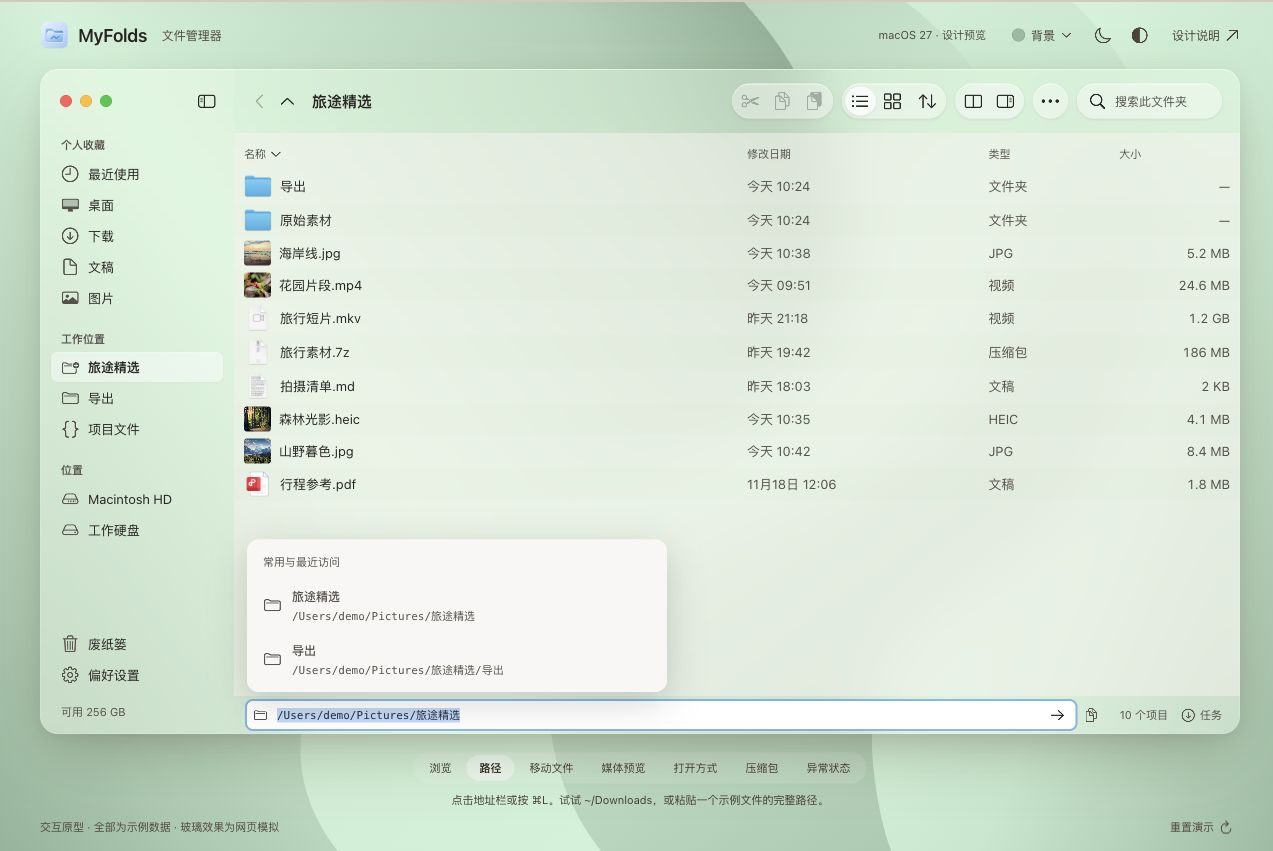 MyFolds 文件管理器
macOS 27 · 设计预览 背景 设计说明
旅途精选 搜索此文件夹
个人收藏
最近使用
桌面
下载
文稿
图片
工作位置
旅途精选
导出
项目文件
位置
Macintosh HD
工作硬盘
废纸篓
偏好设置
可用 256 GB
名称 修改日期 类型 大小
导出 今天 10:24 文件夹 —
原始素材 今天 10:24 文件夹 —
海岸线.jpg 今天 10:38 JPG 5.2 MB
花园片段.mp4 今天 09:51 视频 24.6 MB
旅行短片.mkv 昨天 21:18 视频 1.2 GB
旅行素材.7z 昨天 19:42 压缩包 186 MB
拍摄清单.md 昨天 18:03 文稿 2 KB
森林光影.heic 今天 10:35 HEIC 4.1 MB
山野暮色.jpg 今天 10:42 JPG 8.4 MB
行程参考.pdf 11月18日 12:06 文稿 1.8 MB
常用与最近访问
旅途精选
/Users/demo/Pictures/旅途精选
导出
/Users/demo/Pictures/旅途精选/导出
/Users/demo/Pictures/旅途精选 10 个项目 任务
浏览 路径 移动文件 媒体预览 打开方式 压缩包 异常状态
点击地址栏或按 ⌘L。试试 ~/Downloads，或粘贴一个示例文件的完整路径。
交互原型 · 全部为示例数据 · 玻璃效果为网页模拟 重置演示